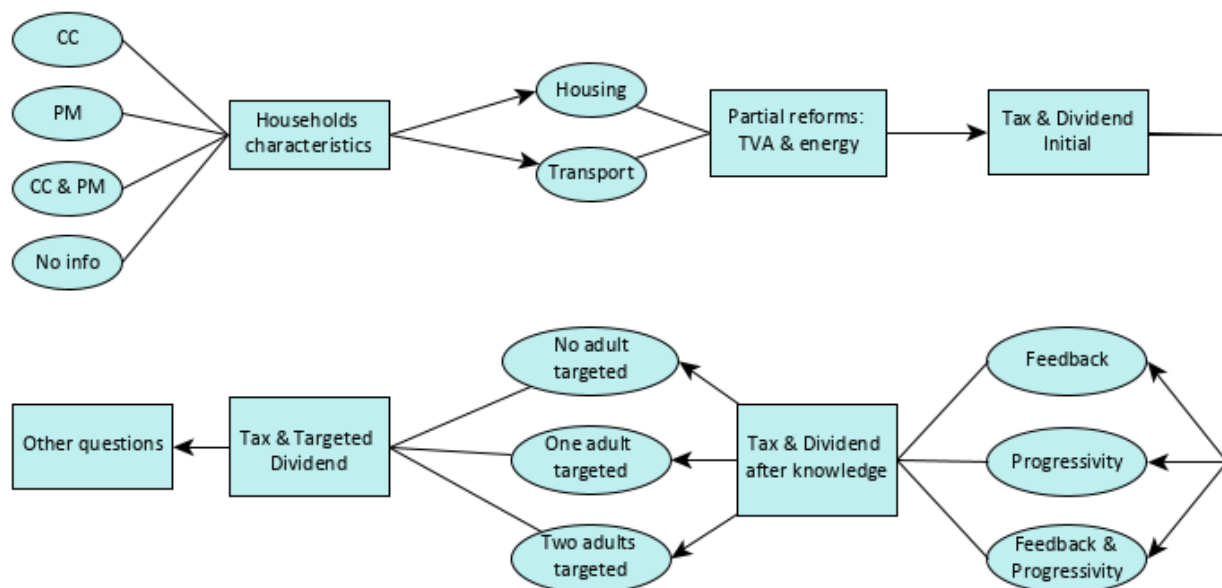 CC
PM
CC & PM
No info
Households
characteristics
Housing
Transport
Partial reforms:
TVA & energy
Tax & Dividend
Initial
Feedback
Progressivity
Feedback &
Progressivity
Tax & Dividend
after knowledge
No adult
targeted
One adult
targeted
Two adults
targeted
Tax & Targeted
Dividend
Other questions